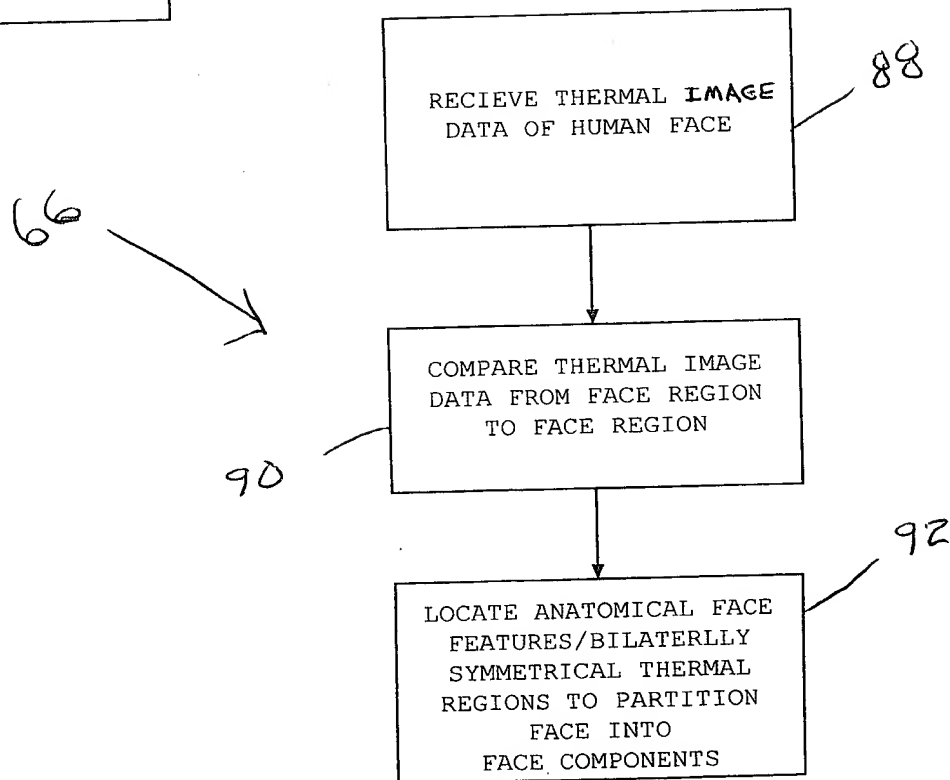 RECIEVE THERMAL IMAGE
DATA OF HUMAN FACE
88
66
COMPARE THERMAL IMAGE
DATA FROM FACE REGION
TO FACE REGION
90
92
LOCATE ANATOMICAL FACE
FEATURES/BILATERLLY
SYMMETRICAL THERMAL
REGIONS TO PARTITION
FACE INTO
FACE COMPONENTS